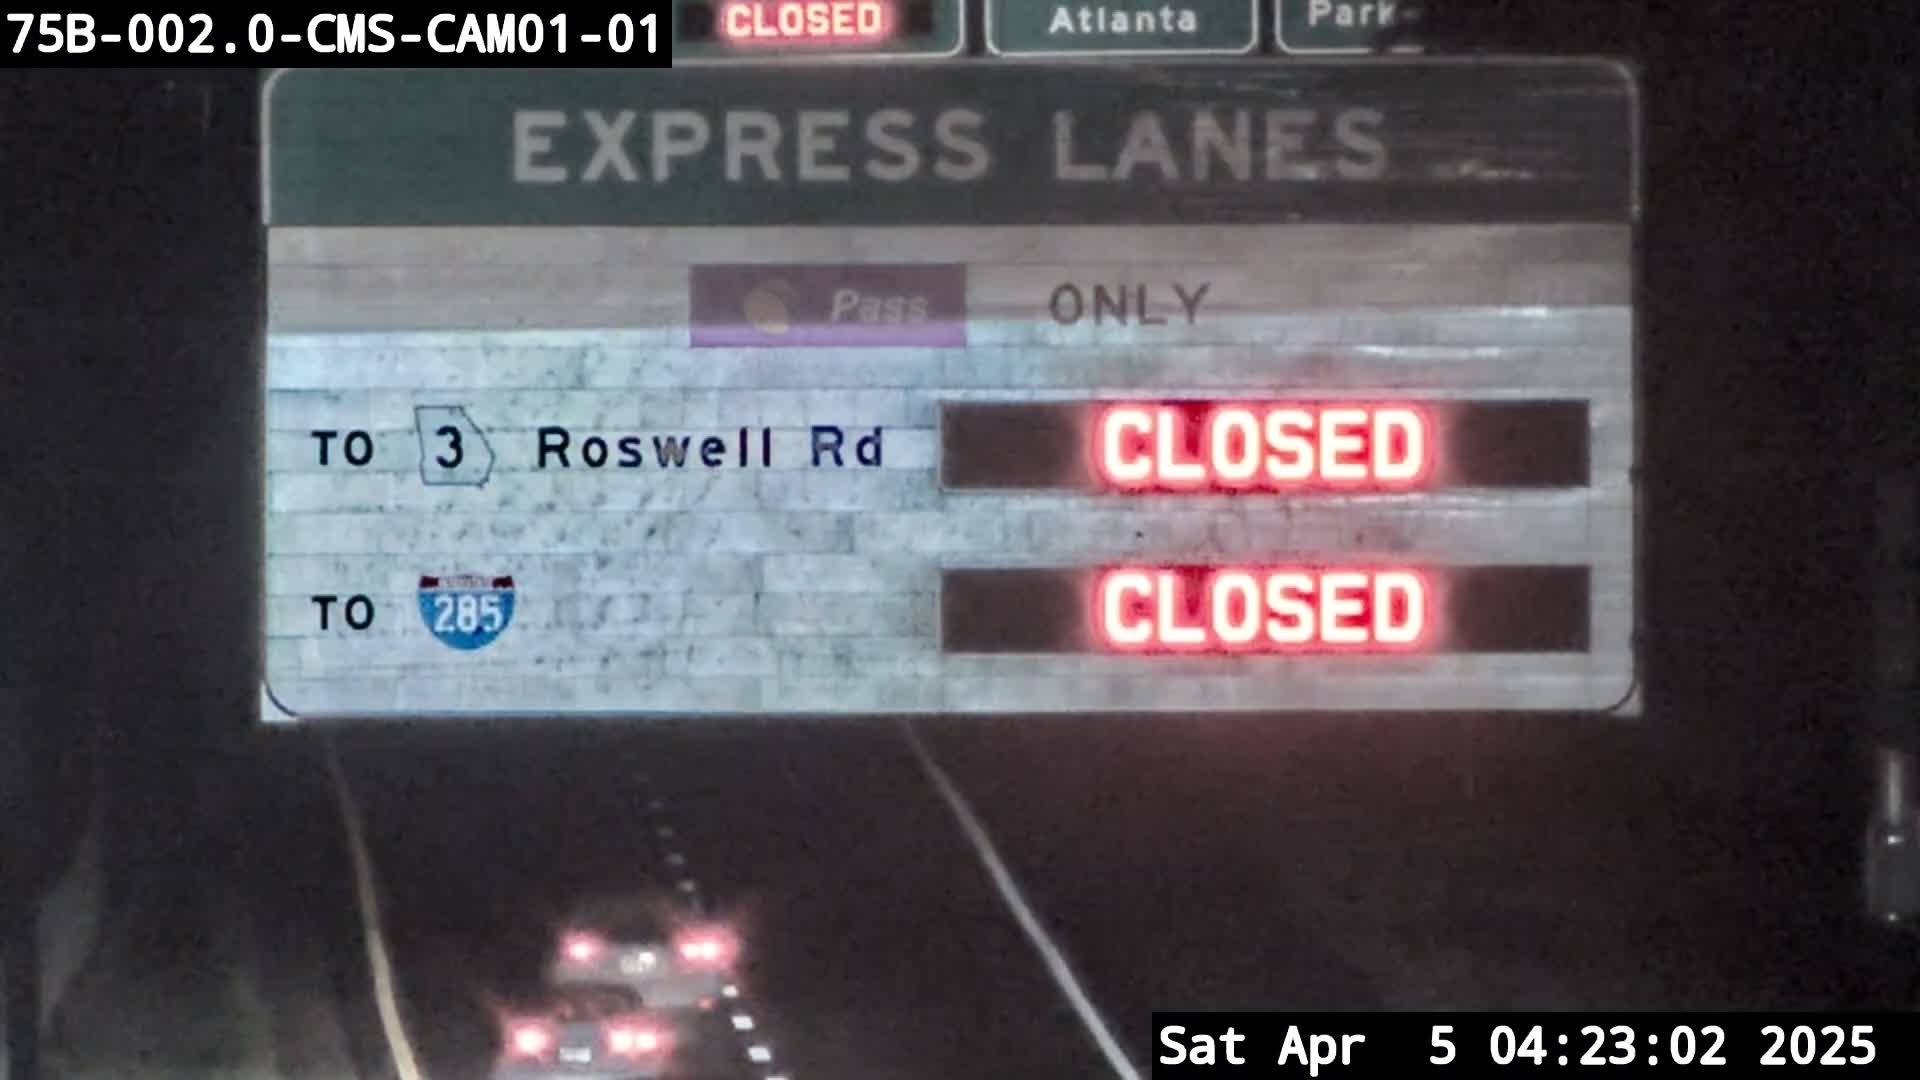 75B-002.0-CMS-CAM01-01
CLOSED
Atlanta
Park
EXPRESS LANES
Pass ONLY
TO 3 Roswell Rd CLOSED
TO 285 CLOSED
Sat Apr 5 04:23:02 2025